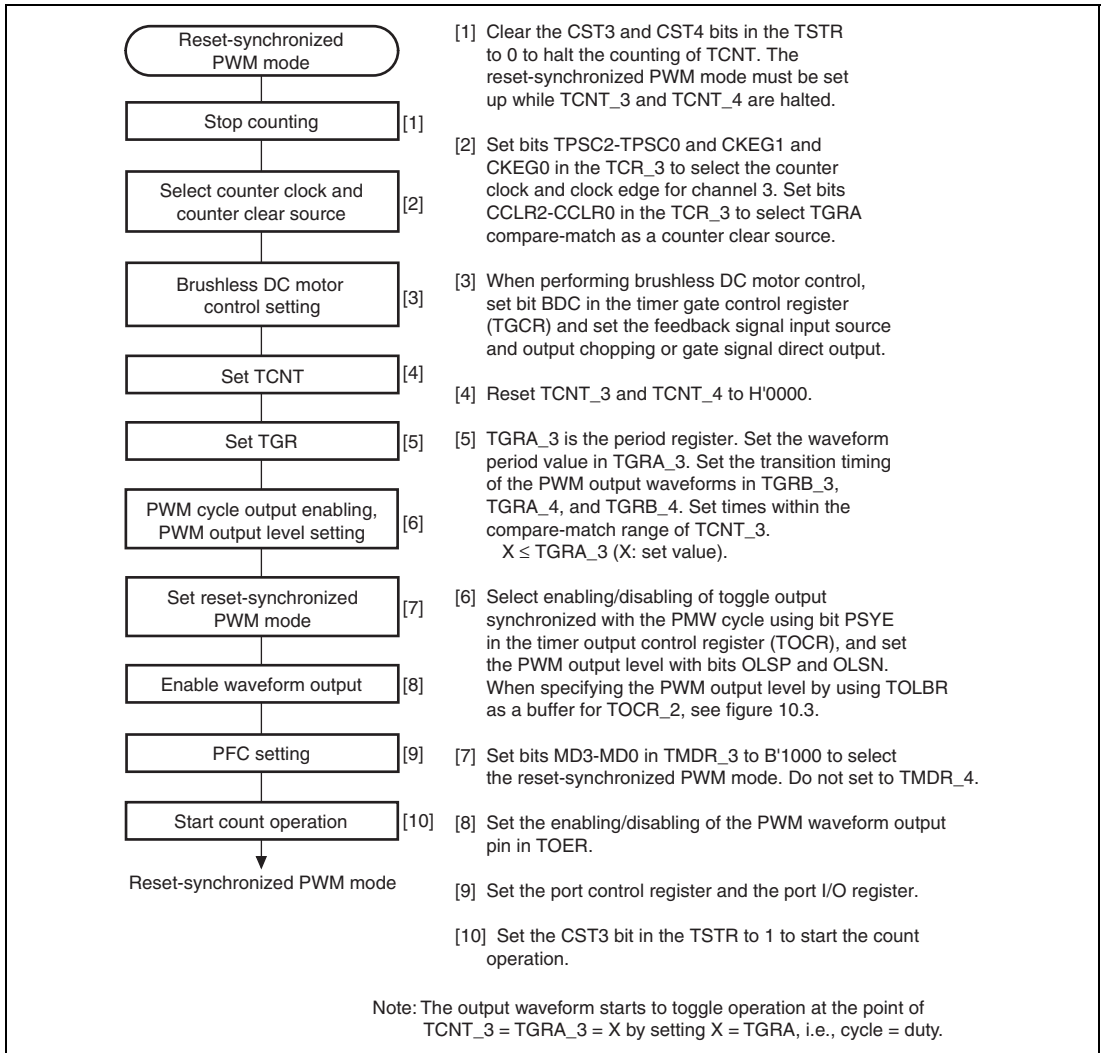 Reset-synchronized
PWM mode
Stop counting
[1]
Select counter clock and
counter clear source
[2]
Brushless DC motor
control setting
[3]
Set TCNT
[4]
Set TGR
[5]
PWM cycle output enabling,
PWM output level setting
[6]
Set reset-synchronized
PWM mode
[7]
Enable waveform output
[8]
PFC setting
[9]
Start count operation
[10]
Reset-synchronized PWM mode
[1] Clear the CST3 and CST4 bits in the TSTR
to 0 to halt the counting of TCNT. The
reset-synchronized PWM mode must be set
up while TCNT_3 and TCNT_4 are halted.
[2] Set bits TPSC2-TPSC0 and CKEG1 and
CKEG0 in the TCR_3 to select the counter
clock and clock edge for channel 3. Set bits
CCLR2-CCLR0 in the TCR_3 to select TGRA
compare-match as a counter clear source.
[3] When performing brushless DC motor control,
set bit BDC in the timer gate control register
(TGCR) and set the feedback signal input source
and output chopping or gate signal direct output.
[4] Reset TCNT_3 and TCNT_4 to H'0000.
[5] TGRA_3 is the period register. Set the waveform
period value in TGRA_3. Set the transition timing
of the PWM output waveforms in TGRB_3,
TGRA_4, and TGRB_4. Set times within the
compare-match range of TCNT_3.
X ≤ TGRA_3 (X: set value).
[6] Select enabling/disabling of toggle output
synchronized with the PMW cycle using bit PSYE
in the timer output control register (TOCR), and set
the PWM output level with bits OLSP and OLSN.
When specifying the PWM output level by using TOLBR
as a buffer for TOCR_2, see figure 10.3.
[7] Set bits MD3-MD0 in TMDR_3 to B'1000 to select
the reset-synchronized PWM mode. Do not set to TMDR_4.
[8] Set the enabling/disabling of the PWM waveform output
pin in TOER.
[9] Set the port control register and the port I/O register.
[10] Set the CST3 bit in the TSTR to 1 to start the count
operation.
Note: The output waveform starts to toggle operation at the point of
TCNT_3 = TGRA_3 = X by setting X = TGRA, i.e., cycle = duty.